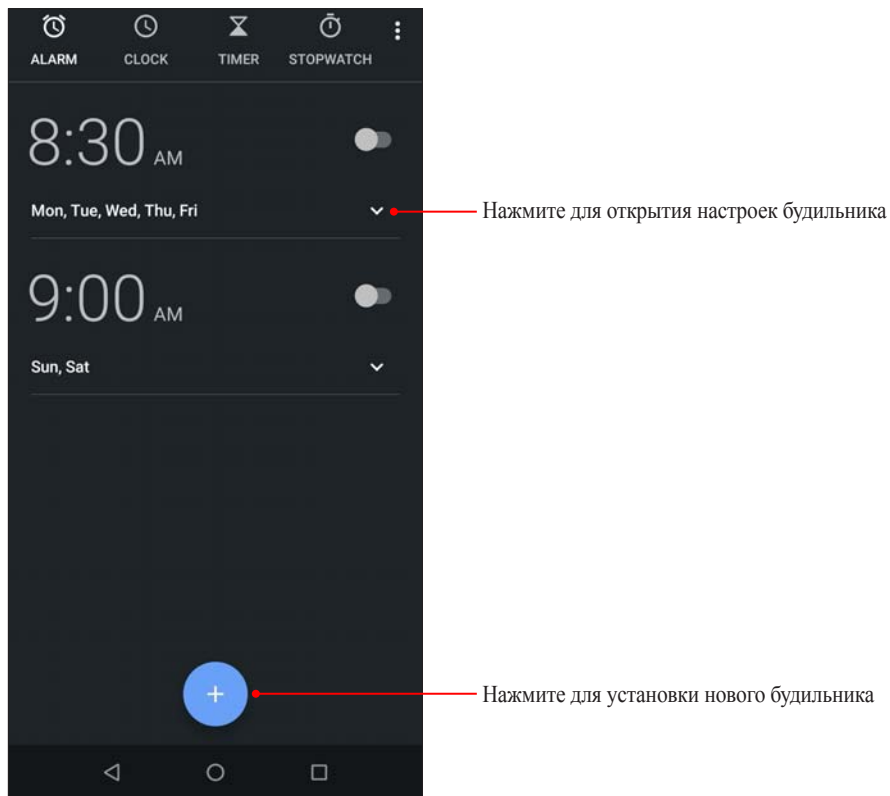 ALARM CLOCK TIMER STOPWATCH
8:30 AM
Mon, Tue, Wed, Thu, Fri
Нажмите для открытия настроек будильника
9:00 AM
Sun, Sat
+
Нажмите для установки нового будильника